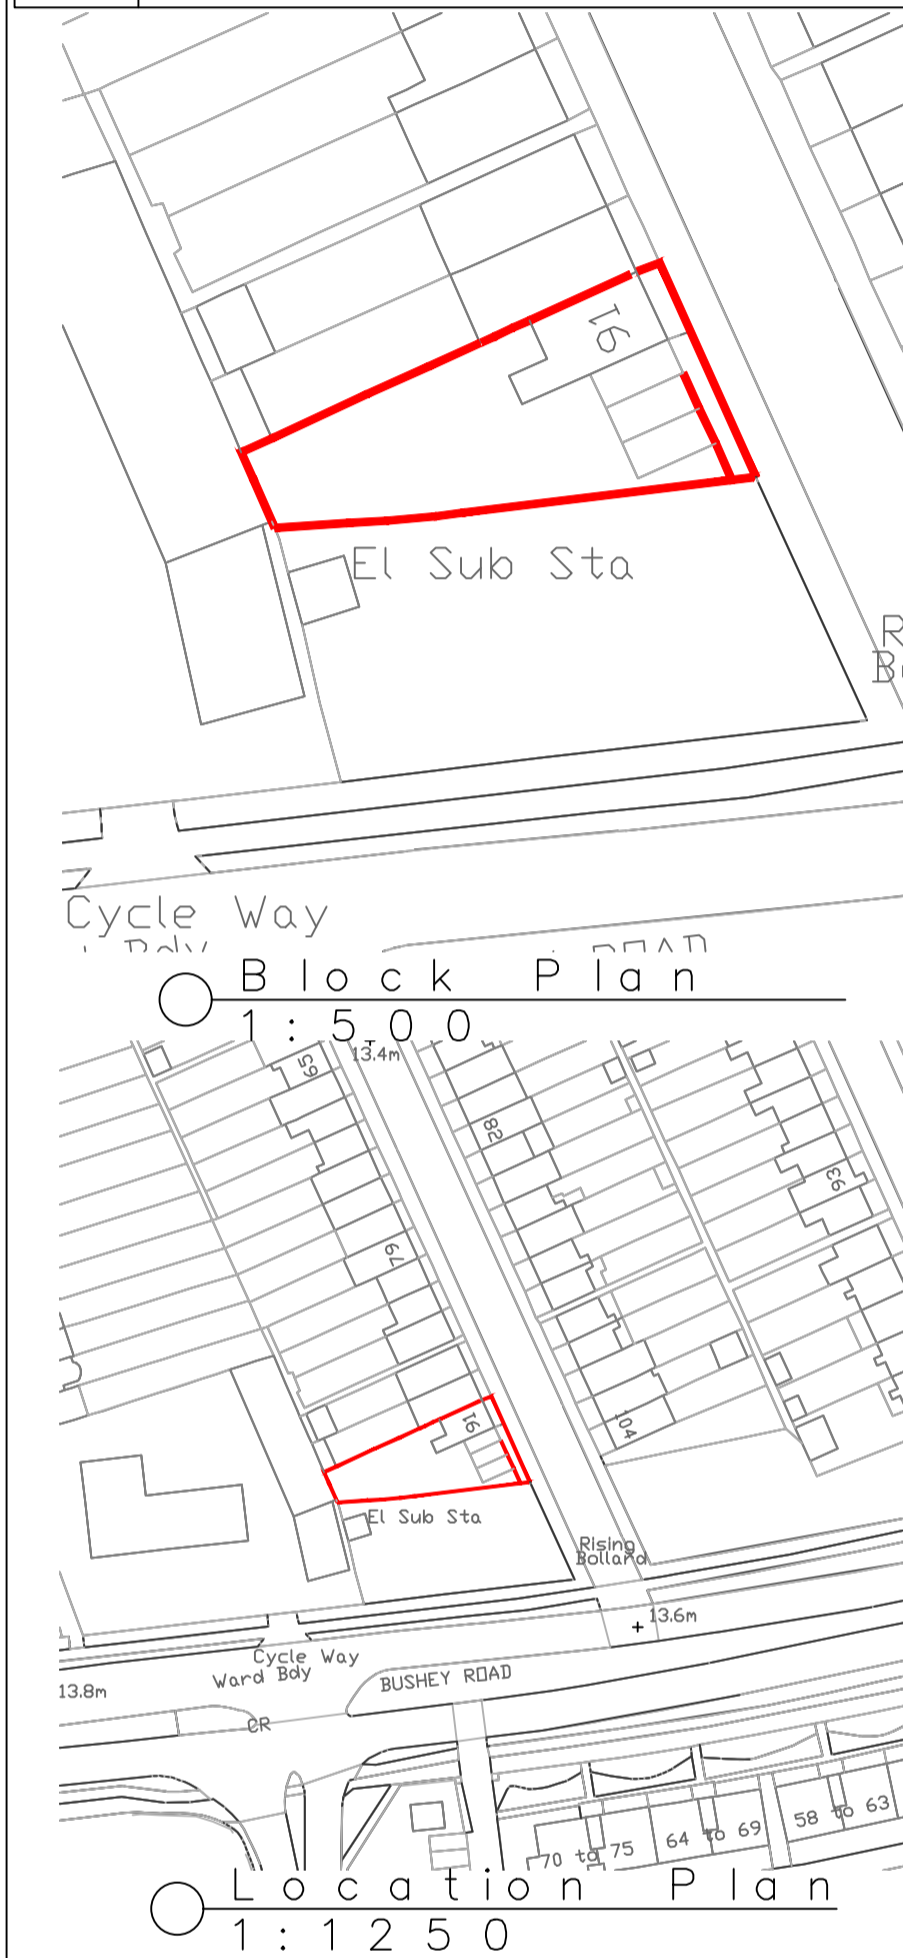 91
El Sub Sta
Cycle Way
Block Plan
1:500
13.4m
65
82
93
79
91
104
El Sub Sta
Rising
Bollard
13.6m
Cycle Way
Ward Bdy
BUSHEY ROAD
13.8m
CR
70 to 75
64 to 69
58 to 63
Location Plan
1:1250